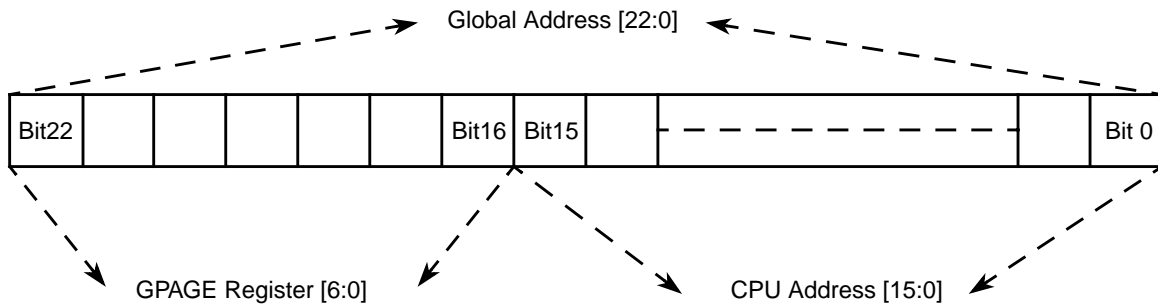 Global Address [22:0]
Bit22 Bit16 Bit15 Bit 0
GPAGE Register [6:0] CPU Address [15:0]